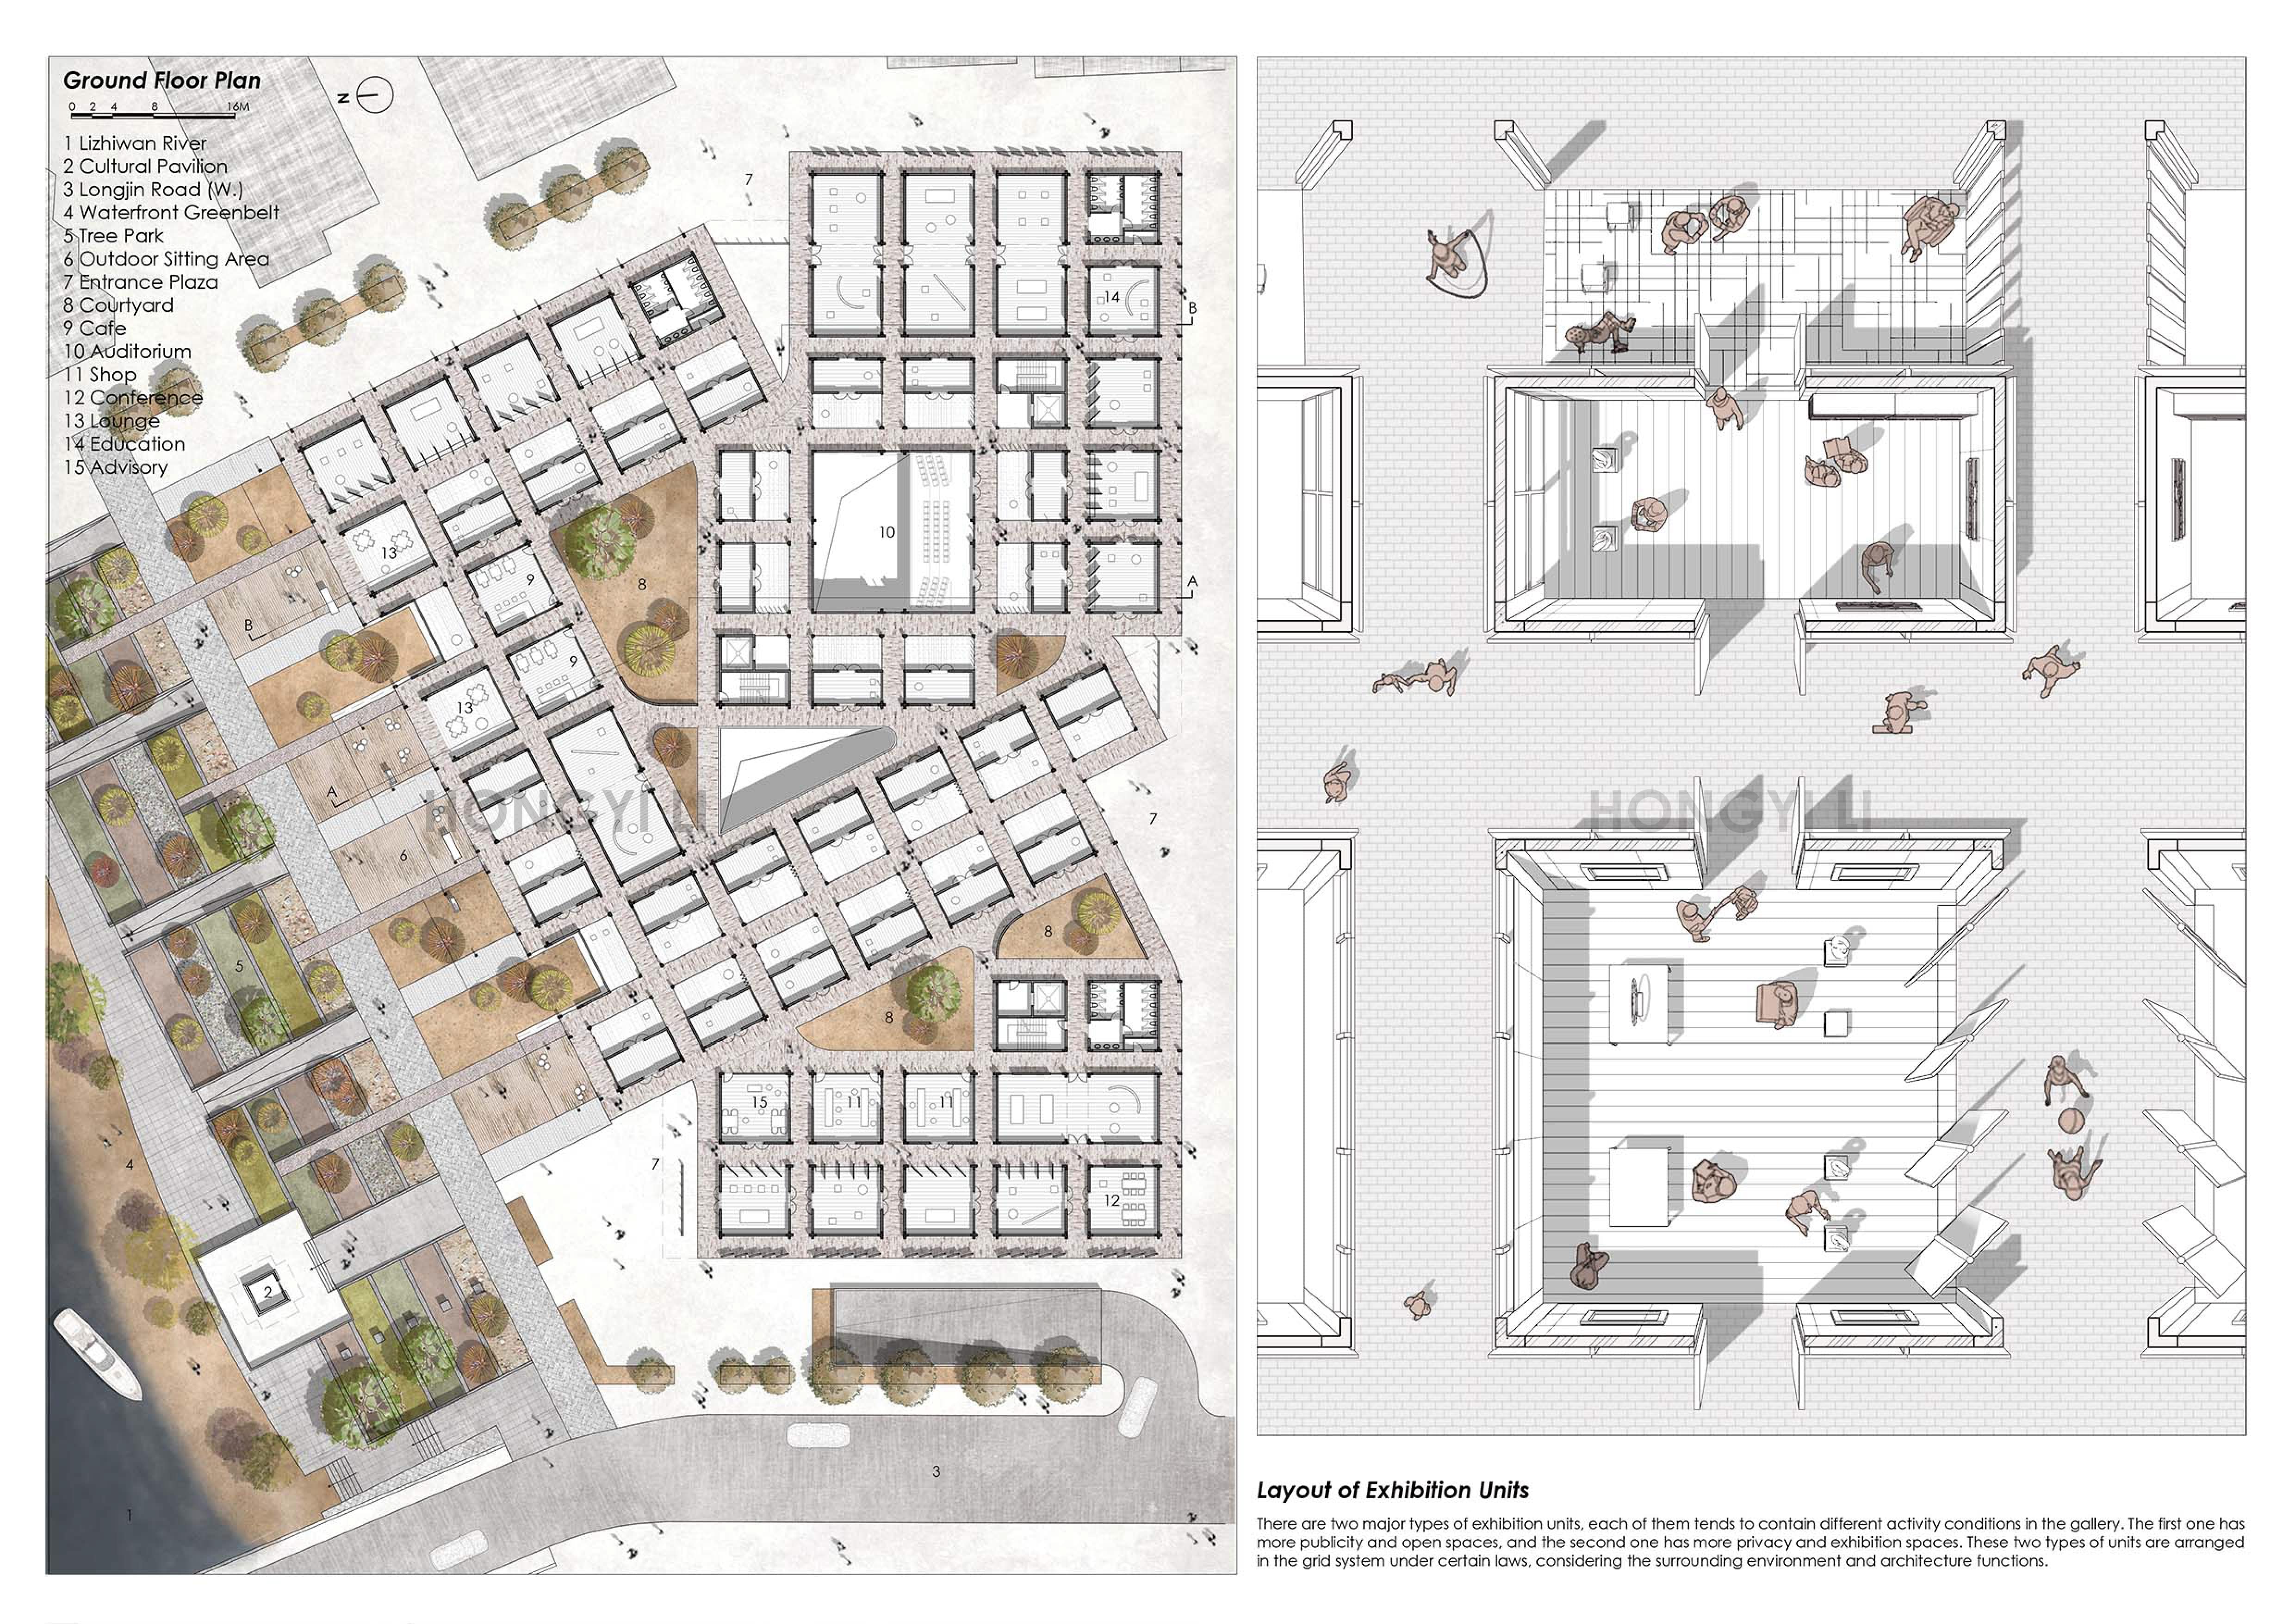 Ground Floor Plan
0 2 4 8 16M
N
1 Lizhiwan River
2 Cultural Pavilion
3 Longjin Road (W.)
4 Waterfront Greenbelt
5 Tree Park
6 Outdoor Sitting Area
7 Entrance Plaza
8 Courtyard
9 Cafe
10 Auditorium
11 Shop
12 Conference
13 Lounge
14 Education
15 Advisory
7
14
B
13
10
9
8
A
B
9
13
A
HONGYI LI
7
6
8
5
8
15
11
11
4
7
12
2
3
1
HONGYI LI
Layout of Exhibition Units
There are two major types of exhibition units, each of them tends to contain different activity conditions in the gallery. The first one has
more publicity and open spaces, and the second one has more privacy and exhibition spaces. These two types of units are arranged
in the grid system under certain laws, considering the surrounding environment and architecture functions.